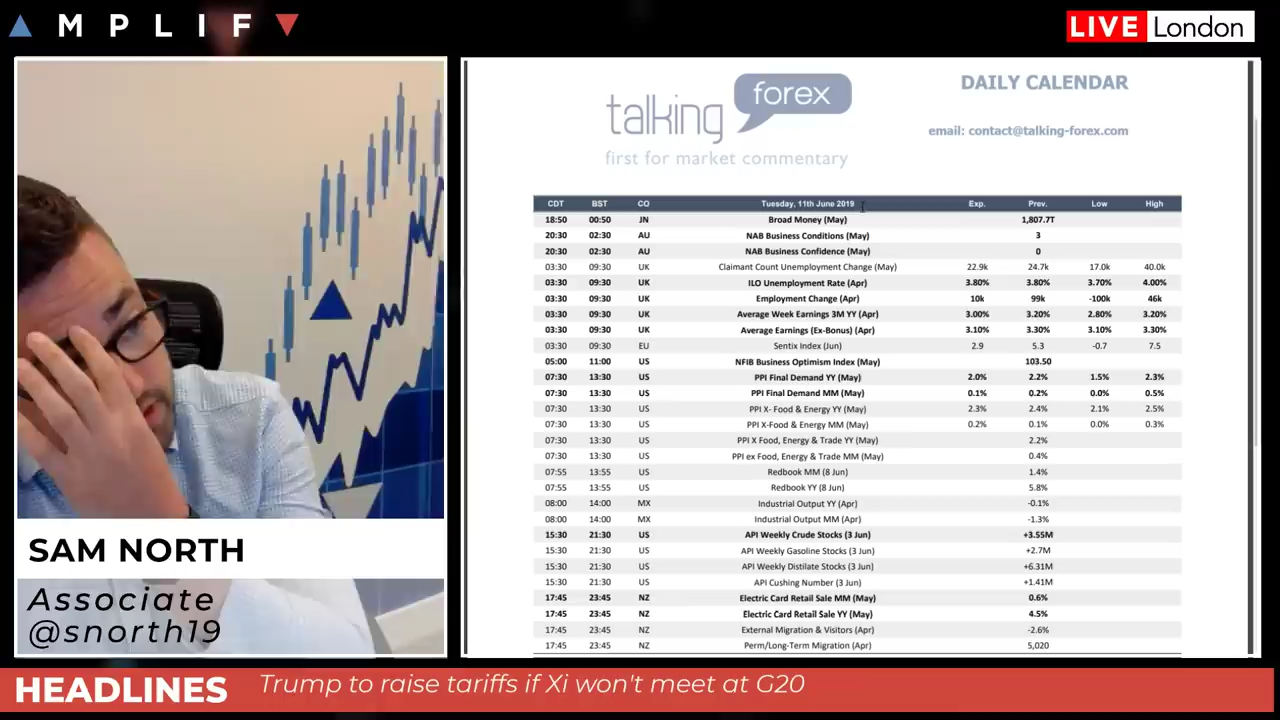 MPLIF
LIVE London
talking forex
first for market commentary
DAILY CALENDAR
email: contact@talking-forex.com
CDT BST CO Tuesday, 11th June 2019 Exp. Prev. Low High
18:50 00:50 JN Broad Money (May) 1,807.7T
20:30 02:30 AU NAB Business Conditions (May) 3
20:30 02:30 AU NAB Business Confidence (May) 0
03:30 09:30 UK Claimant Count Unemployment Change (May) 22.9k 24.7k 17.0k 40.0k
03:30 09:30 UK ILO Unemployment Rate (Apr) 3.80% 3.80% 3.70% 4.00%
03:30 09:30 UK Employment Change (Apr) 10k 99k -100k 46k
03:30 09:30 UK Average Week Earnings 3M YY (Apr) 3.00% 3.20% 2.80% 3.20%
03:30 09:30 UK Average Earnings (Ex-Bonus) (Apr) 3.10% 3.30% 3.10% 3.30%
03:30 09:30 EU Sentix Index (Jun) 2.9 5.3 -0.7 7.5
05:00 11:00 US NFIB Business Optimism Index (May) 103.50
07:30 13:30 US PPI Final Demand YY (May) 2.0% 2.2% 1.5% 2.3%
07:30 13:30 US PPI Final Demand MM (May) 0.1% 0.2% 0.0% 0.5%
07:30 13:30 US PPI X- Food & Energy YY (May) 2.3% 2.4% 2.1% 2.5%
07:30 13:30 US PPI X-Food & Energy MM (May) 0.2% 0.1% 0.0% 0.3%
07:30 13:30 US PPI X Food, Energy & Trade YY (May) 2.2%
07:30 13:30 US PPI ex Food, Energy & Trade MM (May) 0.4%
07:55 13:55 US Redbook MM (8 Jun) 1.4%
07:55 13:55 US Redbook YY (8 Jun) 5.8%
08:00 14:00 MX Industrial Output YY (Apr) -0.1%
08:00 14:00 MX Industrial Output MM (Apr) -1.3%
15:30 21:30 US API Weekly Crude Stocks (3 Jun) +3.55M
15:30 21:30 US API Weekly Gasoline Stocks (3 Jun) +2.7M
15:30 21:30 US API Weekly Distilate Stocks (3 Jun) +6.31M
15:30 21:30 US API Cushing Number (3 Jun) +1.41M
17:45 23:45 NZ Electric Card Retail Sale MM (May) 0.6%
17:45 23:45 NZ Electric Card Retail Sale YY (May) 4.5%
17:45 23:45 NZ External Migration & Visitors (Apr) -2.6%
17:45 23:45 NZ Perm/Long-Term Migration (Apr) 5,020
SAM NORTH
Associate
@snorth19
HEADLINES Trump to raise tariffs if Xi won't meet at G20